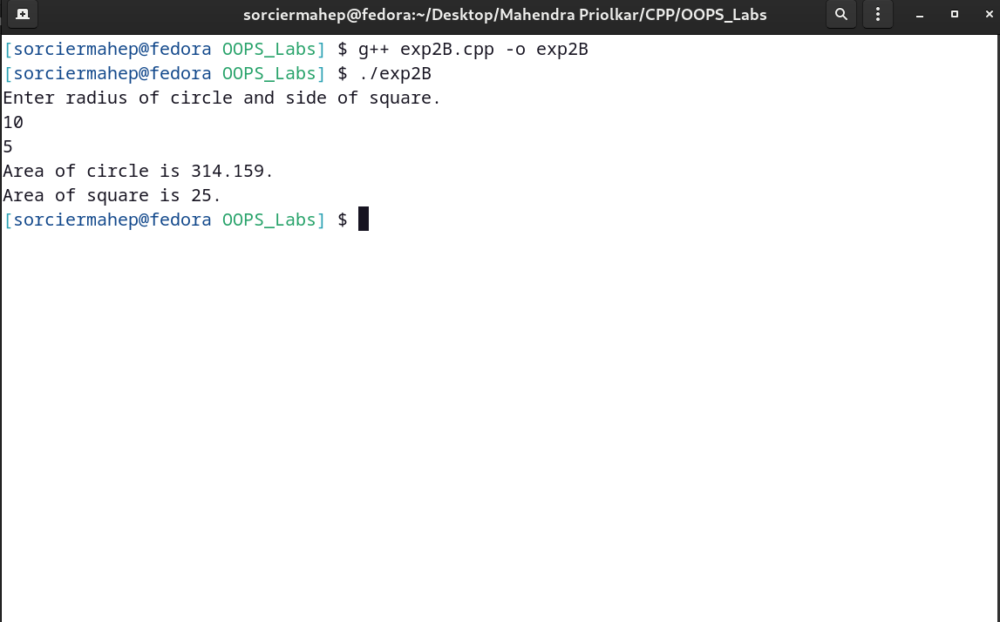 sorciermahep@fedora:~/Desktop/Mahendra Priolkar/CPP/OOPS_Labs
[sorciermahep@fedora OOPS_Labs] $ g++ exp2B.cpp -o exp2B
[sorciermahep@fedora OOPS_Labs] $ ./exp2B
Enter radius of circle and side of square.
10
5
Area of circle is 314.159.
Area of square is 25.
[sorciermahep@fedora OOPS_Labs] $